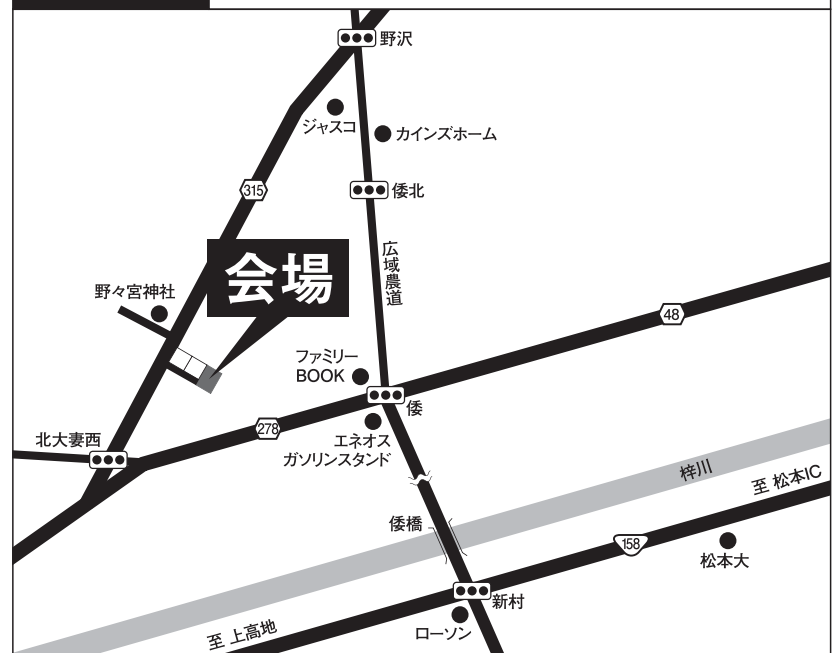 野沢
ジャスコ
カインズホーム
315
倭北
広域農道
会場
野々宮神社
48
ファミリー
BOOK
倭
278
エネオス
ガソリンスタンド
北大妻西
梓川
至 松本IC
倭橋
158
松本大
新村
至 上高地
ローソン